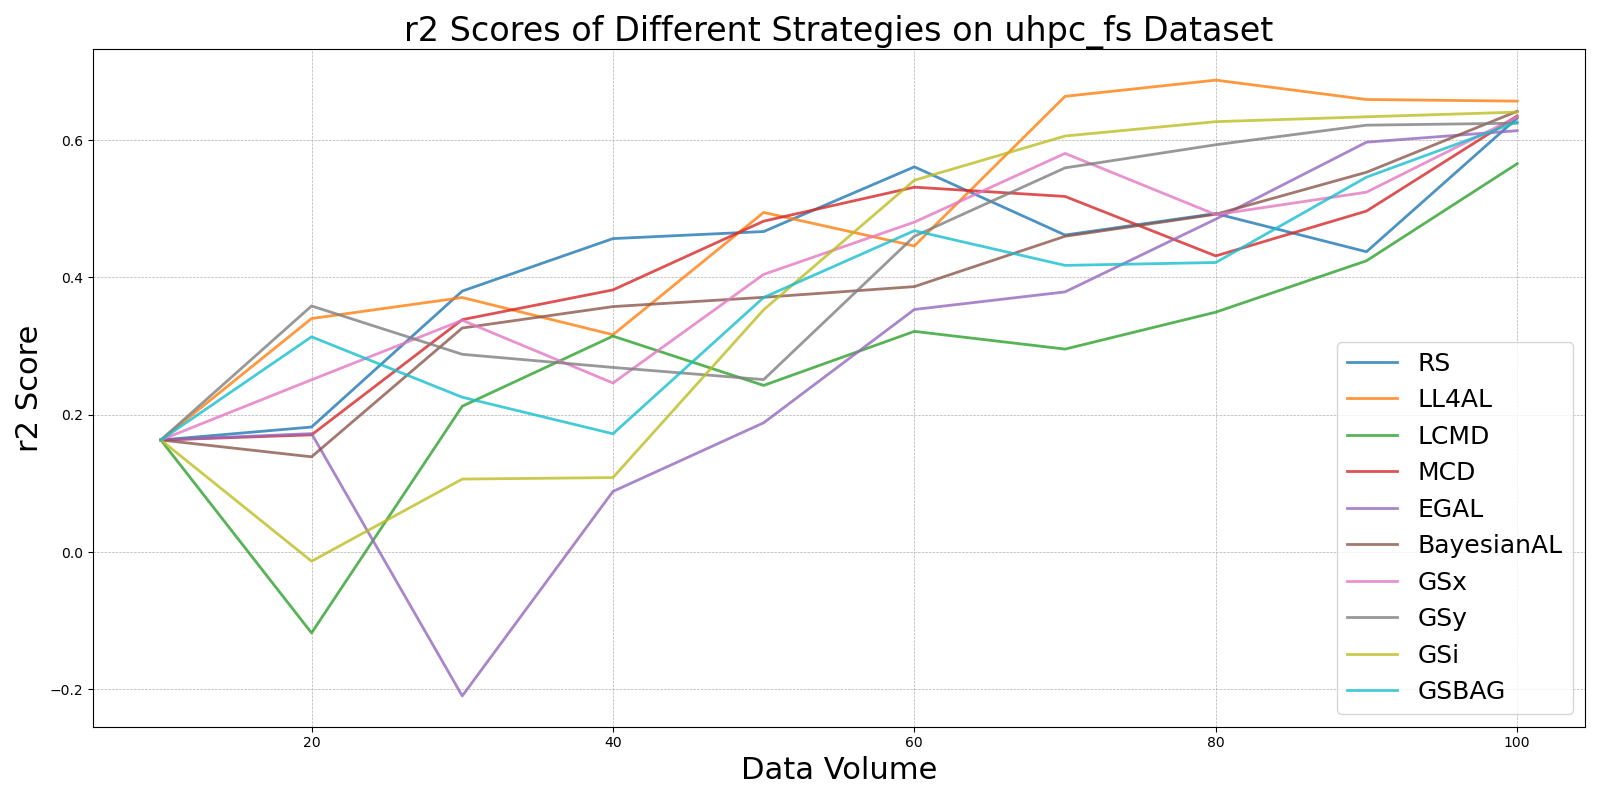 r2 Scores of Different Strategies on uhpc_fs Dataset
r2 Score
0.6
0.4
0.2
0.0
−0.2
20
40
60
80
100
Data Volume
RS
LL4AL
LCMD
MCD
EGAL
BayesianAL
GSx
GSy
GSi
GSBAG